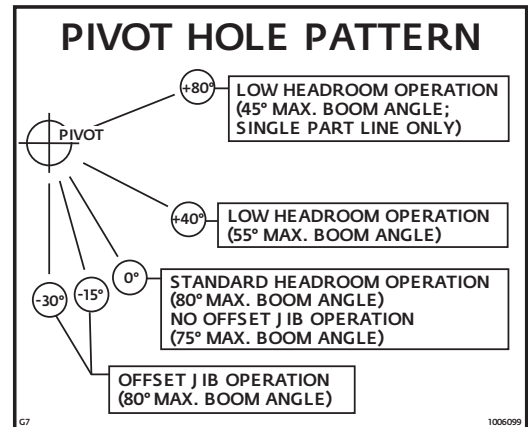 PIVOT HOLE PATTERN
+80°
LOW HEADROOM OPERATION
(45° MAX. BOOM ANGLE;
SINGLE PART LINE ONLY)
PIVOT
+40°
LOW HEADROOM OPERATION
(55° MAX. BOOM ANGLE)
0°
STANDARD HEADROOM OPERATION
(80° MAX. BOOM ANGLE)
NO OFFSET JIB OPERATION
(75° MAX. BOOM ANGLE)
-30°
-15°
OFFSET JIB OPERATION
(80° MAX. BOOM ANGLE)
G7
1006099